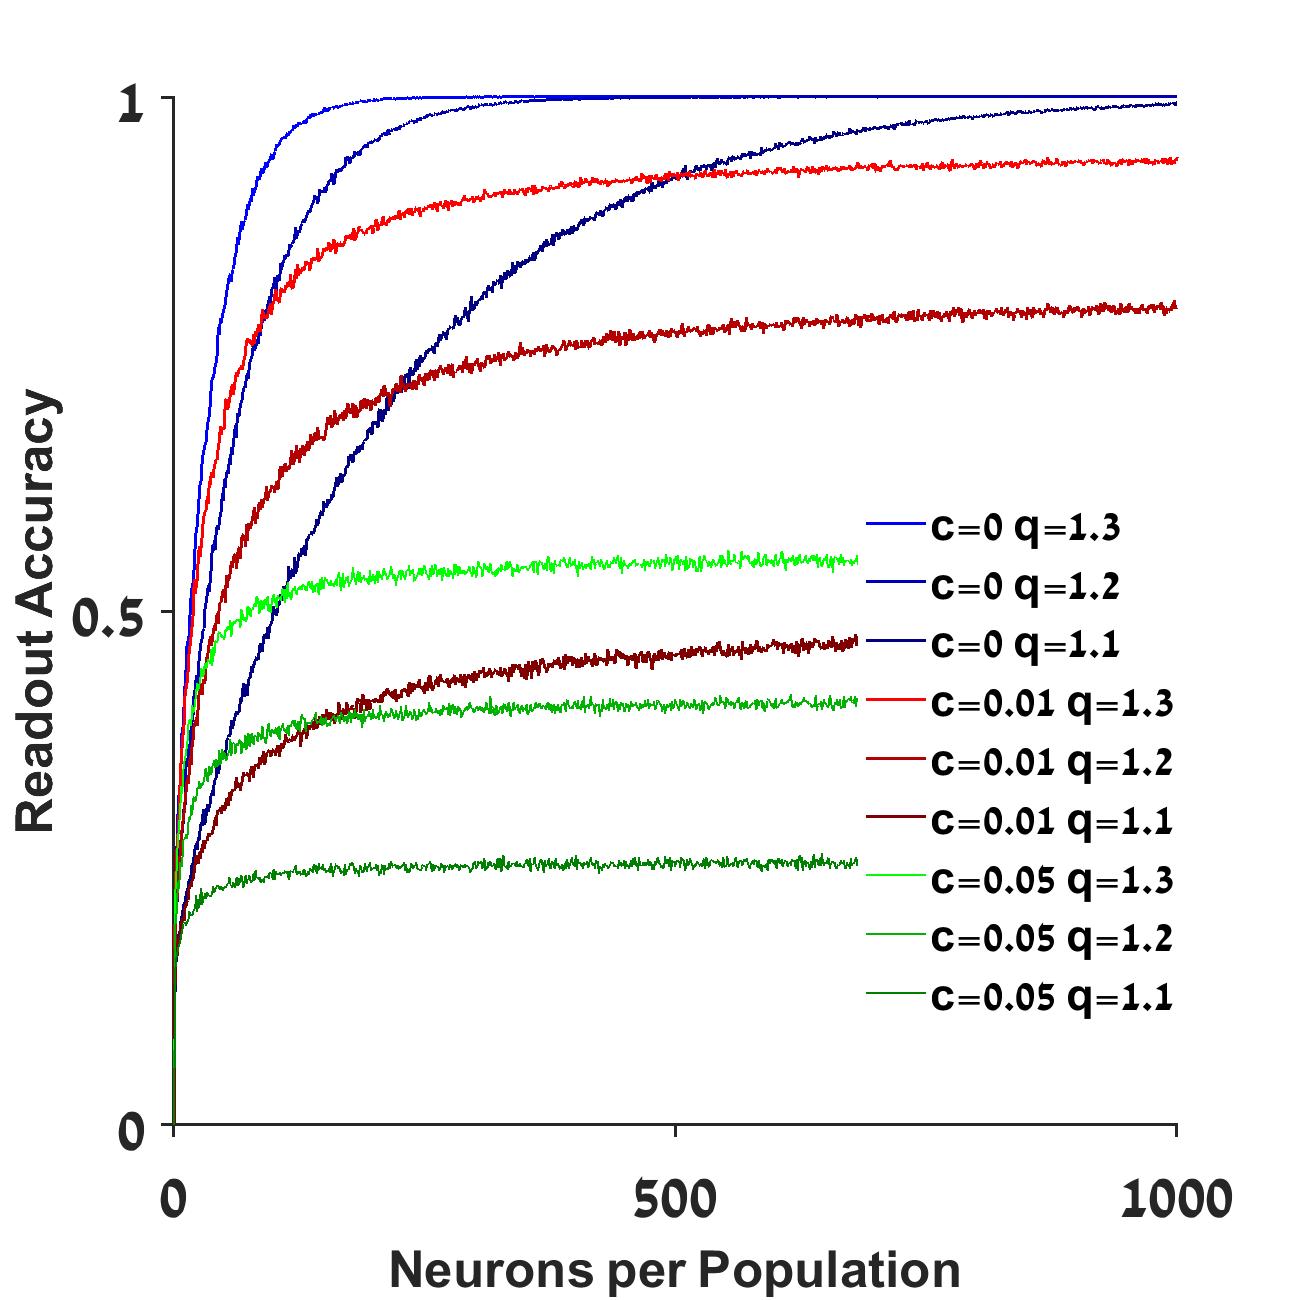 1
0.5
0
Readout Accuracy
c=0 q=1.3
c=0 q=1.2
c=0 q=1.1
c=0.01 q=1.3
c=0.01 q=1.2
c=0.01 q=1.1
c=0.05 q=1.3
c=0.05 q=1.2
c=0.05 q=1.1
0 500 1000
Neurons per Population